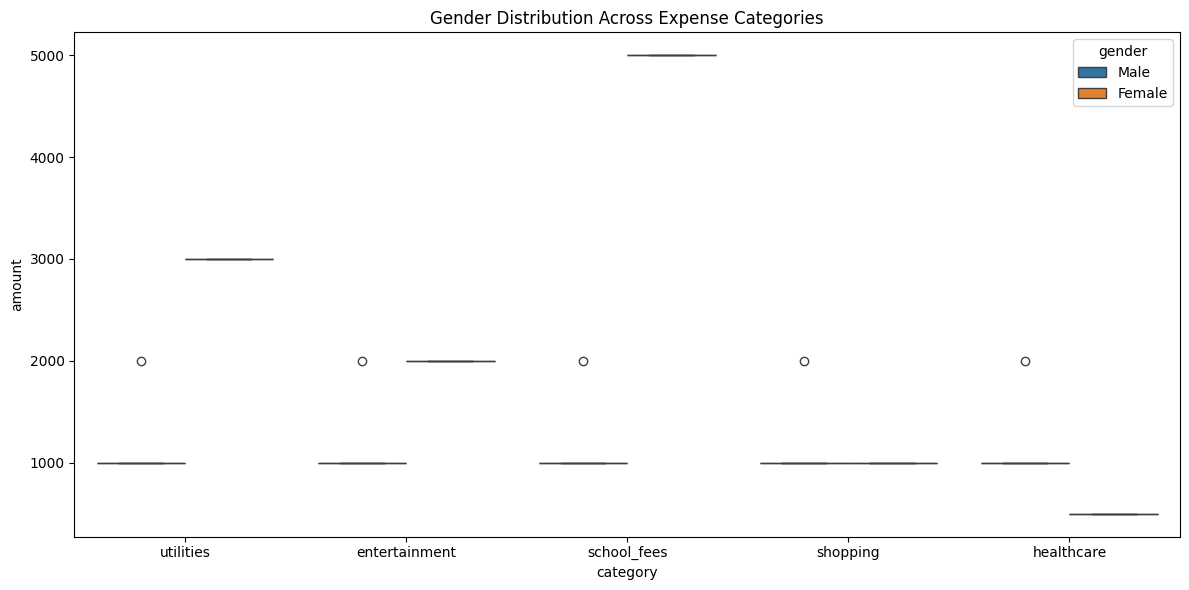 Gender Distribution Across Expense Categories
gender
Male
Female
amount
5000
4000
3000
2000
1000
utilities entertainment school_fees shopping healthcare
category